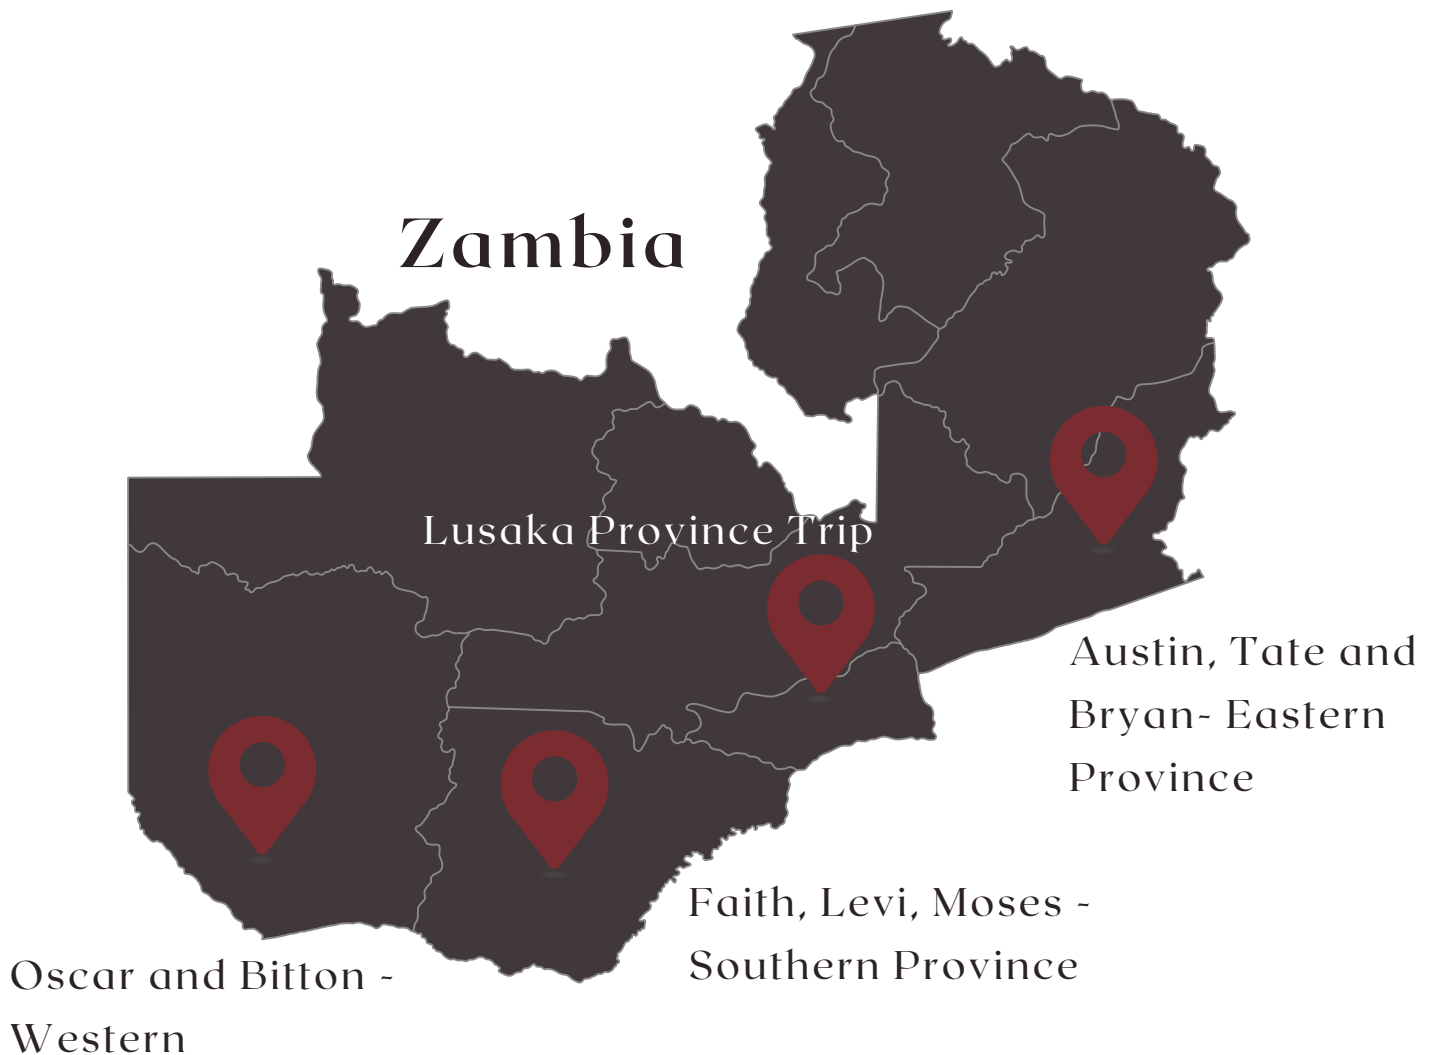 Zambia
Lusaka Province Trip
Austin, Tate and
Bryan- Eastern
Province
Faith, Levi, Moses -
Southern Province
Oscar and Bitton -
Western